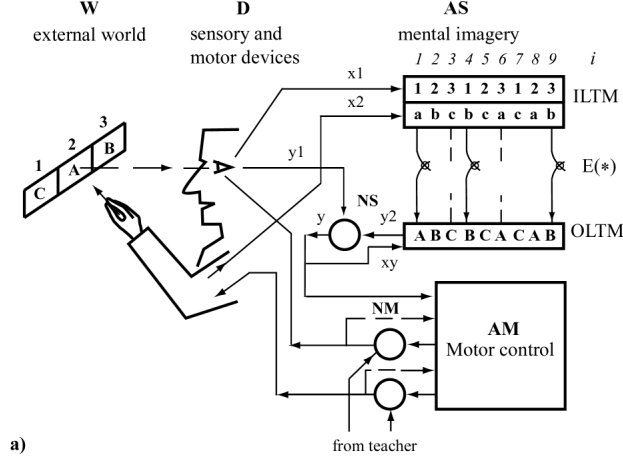 W D AS
external world sensory and motor devices mental imagery
1 2 3 4 5 6 7 8 9 i
x1
1 2 3 1 2 3 1 2 3 ILTM
x2
a b c b c a c a b
3
2 B
1 A y1 E(*)
C A
NS
y y2
A B C B C A C A B OLTM
xy
NM AM
Motor control
from teacher
a)